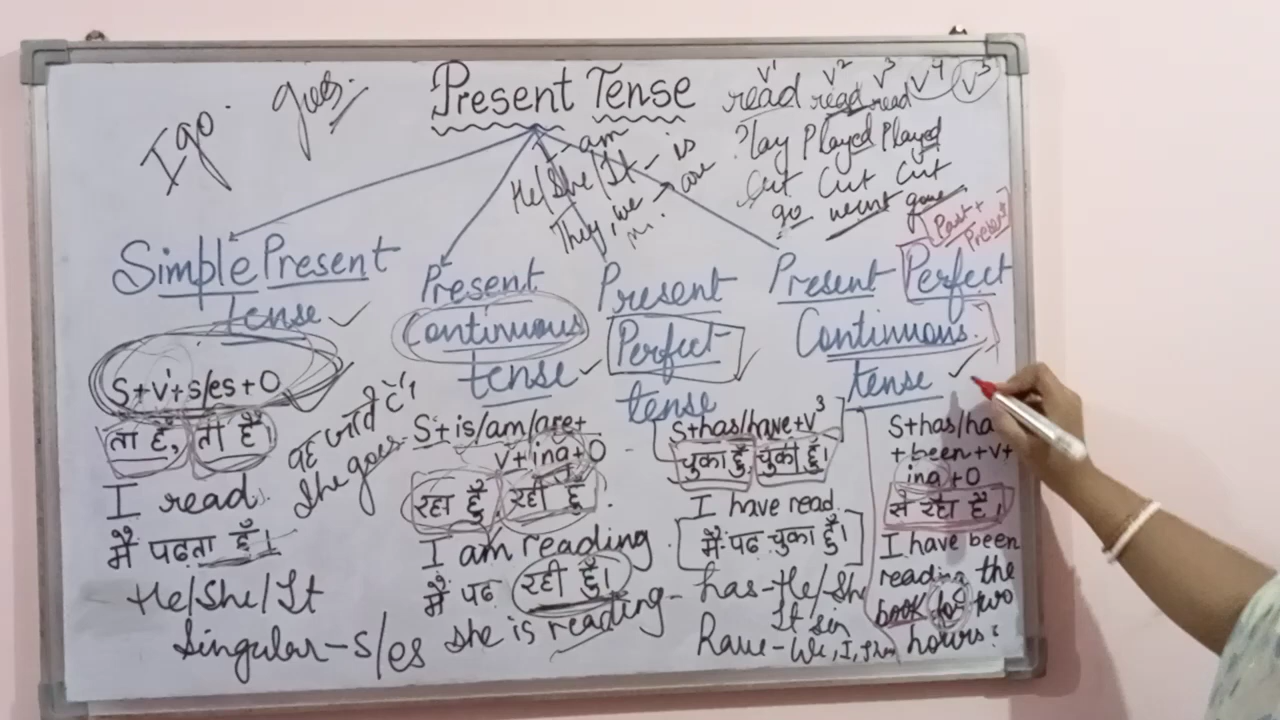 Present Tense
I go.
goes.
I - am
He/She/It - is
They, we - are
v1 v2 v3 v4 v5
read read read
Play Played Played
Cut Cut Cut
go went gone
Past +
Present
Simple Present
tense
S+v1+s/es+O
ता हूँ, ती हूँ।
I read.
मैं पढता हूँ।
He/She/It
Singular-s/es
She goes.
Present
Continuous
tense
S+is/am/are+
v+ing+O
रहा हूँ, रही हूँ.
I am reading
मैं पढ रही हूँ।
She is reading
Present
Perfect
tense
S+has/have+v3
चुका हूँ, चुकी हूँ।
I have read.
मैं पढ चुका हूँ।
has-He/She
It sin
Have-We, I,
Present Perfect
Continuous
tense
S+has/ha
+been+v+
ing+O
से रहा हूँ।
I have been
reading the
book for two
hours.